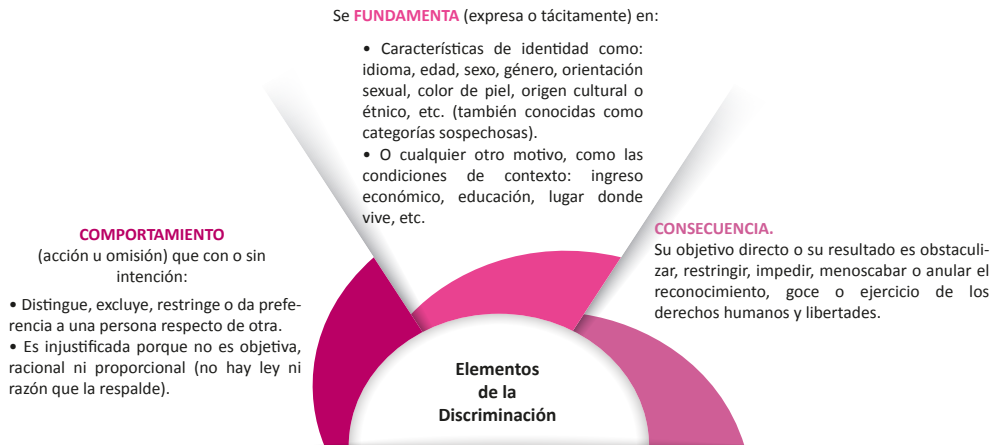 Se FUNDAMENTA (expresa o tácitamente) en:
• Características de identidad como:
idioma, edad, sexo, género, orientación
sexual, color de piel, origen cultural o
étnico, etc. (también conocidas como
categorías sospechosas).
• O cualquier otro motivo, como las
condiciones de contexto: ingreso
económico, educación, lugar donde
vive, etc.
COMPORTAMIENTO
(acción u omisión) que con o sin
intención:
• Distingue, excluye, restringe o da prefe-
rencia a una persona respecto de otra.
• Es injustificada porque no es objetiva,
racional ni proporcional (no hay ley ni
razón que la respalde).
CONSECUENCIA.
Su objetivo directo o su resultado es obstaculi-
zar, restringir, impedir, menoscabar o anular el
reconocimiento, goce o ejercicio de los
derechos humanos y libertades.
Elementos
de la
Discriminación